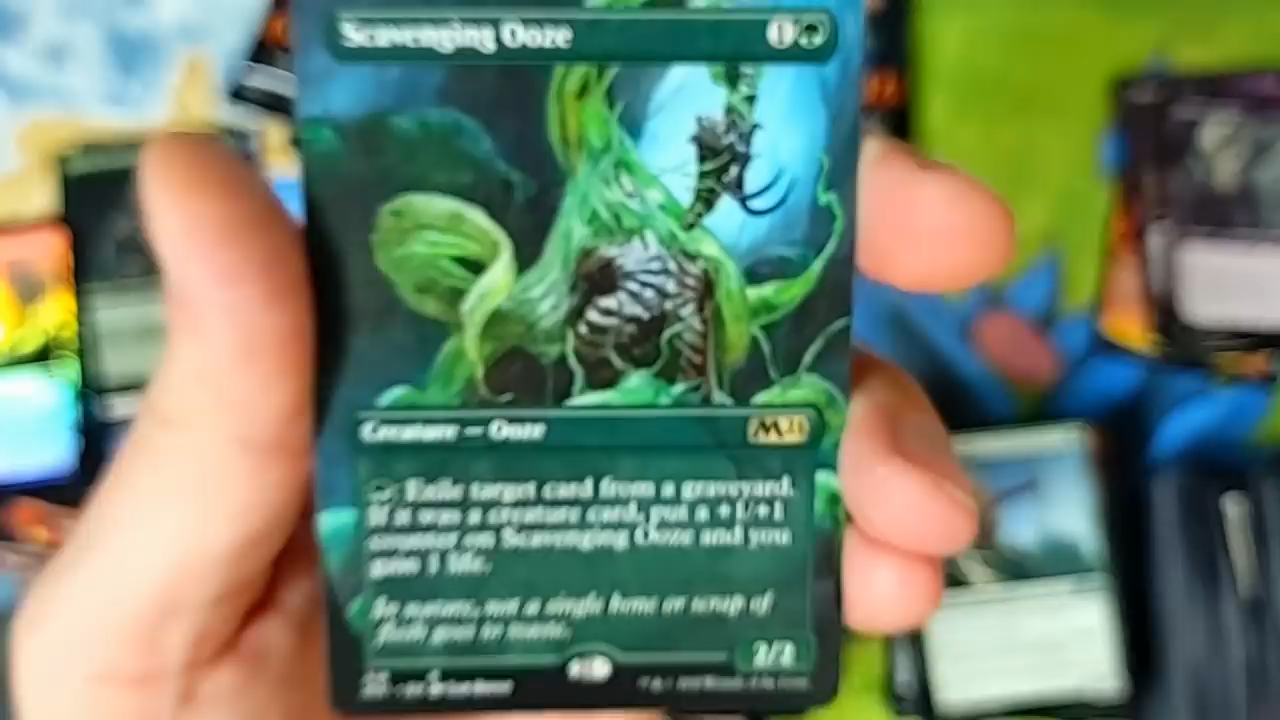 Scavenging Ooze 1
Creature — Ooze M21
: Exile target card from a graveyard.
If it was a creature card, put a +1/+1
counter on Scavenging Ooze and you
gain 1 life.
In nature, not a single bone or scrap of
flesh goes to waste.
2/2